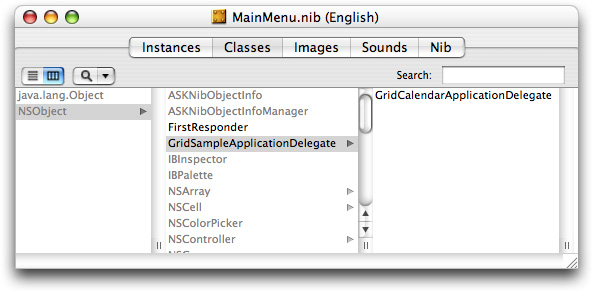 MainMenu.nib (English)
Instances Classes Images Sounds Nib
Search:
java.lang.Object
NSObject
ASKNibObjectInfo
ASKNibObjectInfoManager
FirstResponder
GridSampleApplicationDelegate
IBInspector
IBPalette
NSArray
NSCell
NSColorPicker
NSController
GridCalendarApplicationDelegate